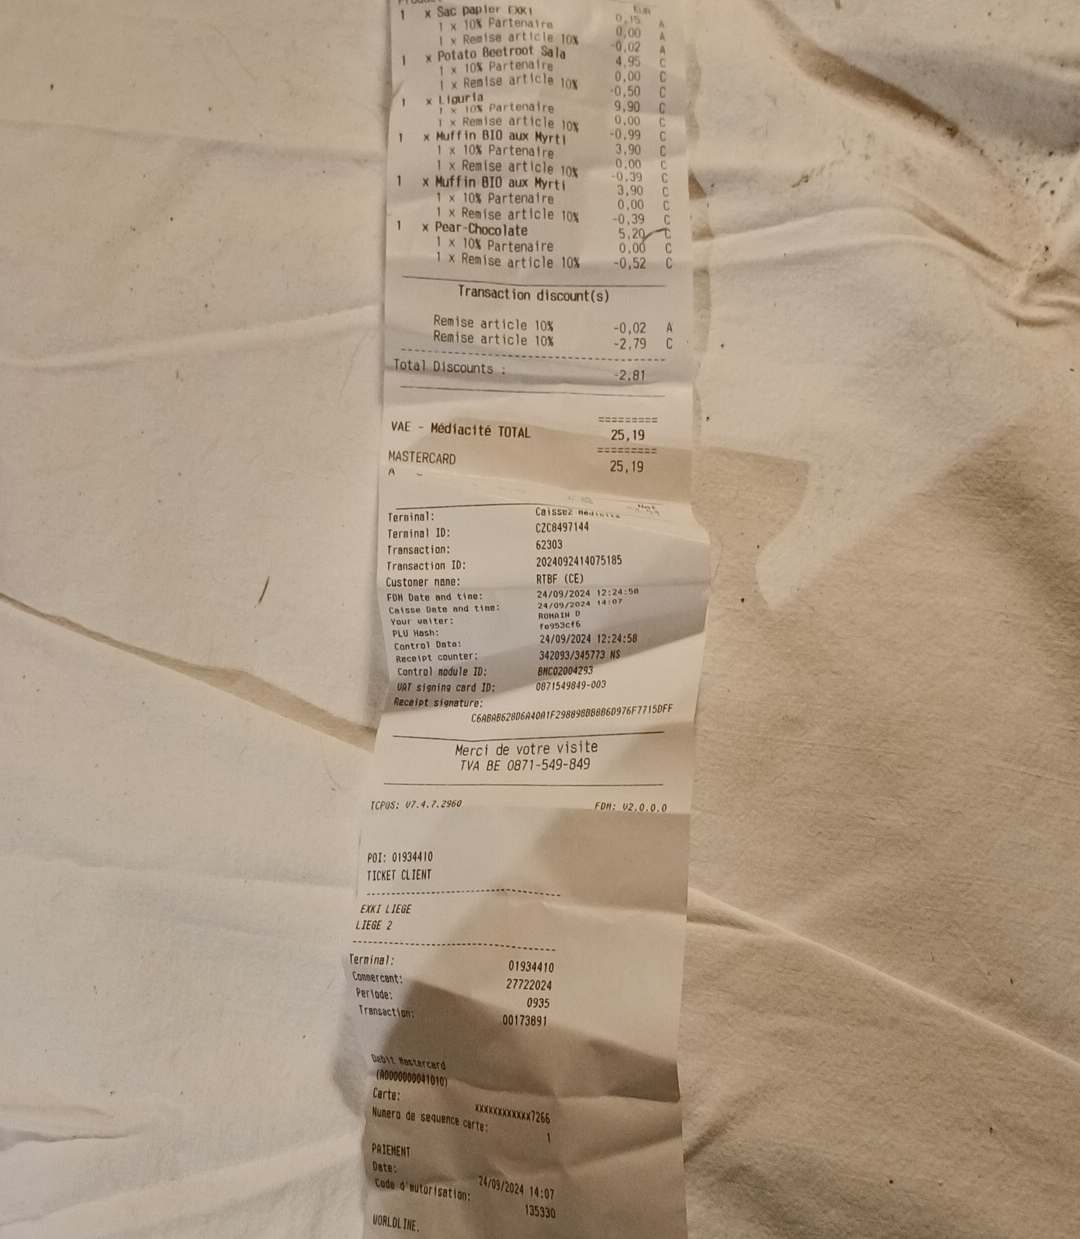 1 x Sac papier EXKI 0,15 A
1 x 10% Partenaire 0,00 A
1 x Remise article 10% -0,02 A
1 x Potato Beetroot Sala 4,95 C
1 x 10% Partenaire 0,00 C
1 x Remise article 10% -0,50 C
1 x Liguria 9,90 C
1 x 10% Partenaire 0,00 C
1 x Remise article 10% -0,99 C
1 x Muffin BIO aux Myrti 3,90 C
1 x 10% Partenaire 0,00 C
1 x Remise article 10% -0,39 C
1 x Muffin BIO aux Myrti 3,90 C
1 x 10% Partenaire 0,00 C
1 x Remise article 10% -0,39 C
1 x Pear-Chocolate 5,20 C
1 x 10% Partenaire 0,00 C
1 x Remise article 10% -0,52 C
Transaction discount(s)
Remise article 10% -0,02 A
Remise article 10% -2,79 C
Total Discounts : -2,81
=========
VAE - Médiacité TOTAL 25,19
=========
MASTERCARD 25,19
A
Terminal: Caisse2
Terminal ID: CZC8497144
Transaction: 62303
Transaction ID: 2024092414075185
Customer name: RTBF (CE)
FDM Date and time: 24/09/2024 12:24:58
Caisse Date and time: 24/09/2024 14:07
Your waiter: ROMAIN D
PLU Hash: fe953cf6
Control Data: 24/09/2024 12:24:58
Receipt counter: 342093/345773 NS
Control module ID: BMC02004293
VAT signing card ID: 0871549849-003
Receipt signature:
Merci de votre visite
TVA BE 0871-549-849
TCPOS: V7.4.7.2960 FDM: V2.0.0.0
POI: 01934410
TICKET CLIENT
EXKI LIEGE
LIEGE 2
Terminal: 01934410
Commercant: 27722024
Periode: 0935
Transaction: 00173891
Debit Mastercard
(A0000000041010)
Carte: xxxxxxxxxxxx7266
Numero de sequence carte: 1
PAIEMENT
Date: 24/09/2024 14:07
Code d'autorisation: 135330
WORLDLINE.